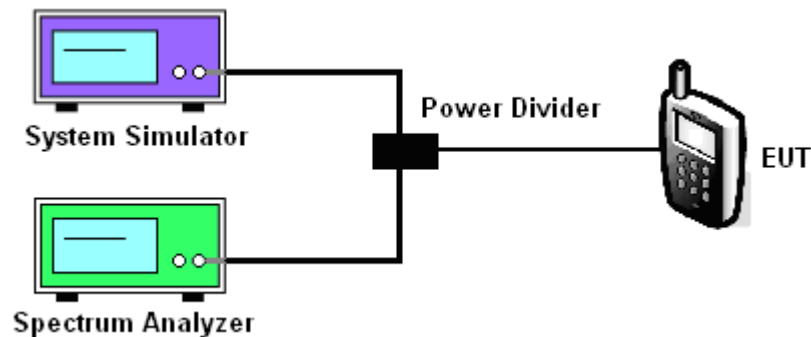 System Simulator
Power Divider
EUT
Spectrum Analyzer